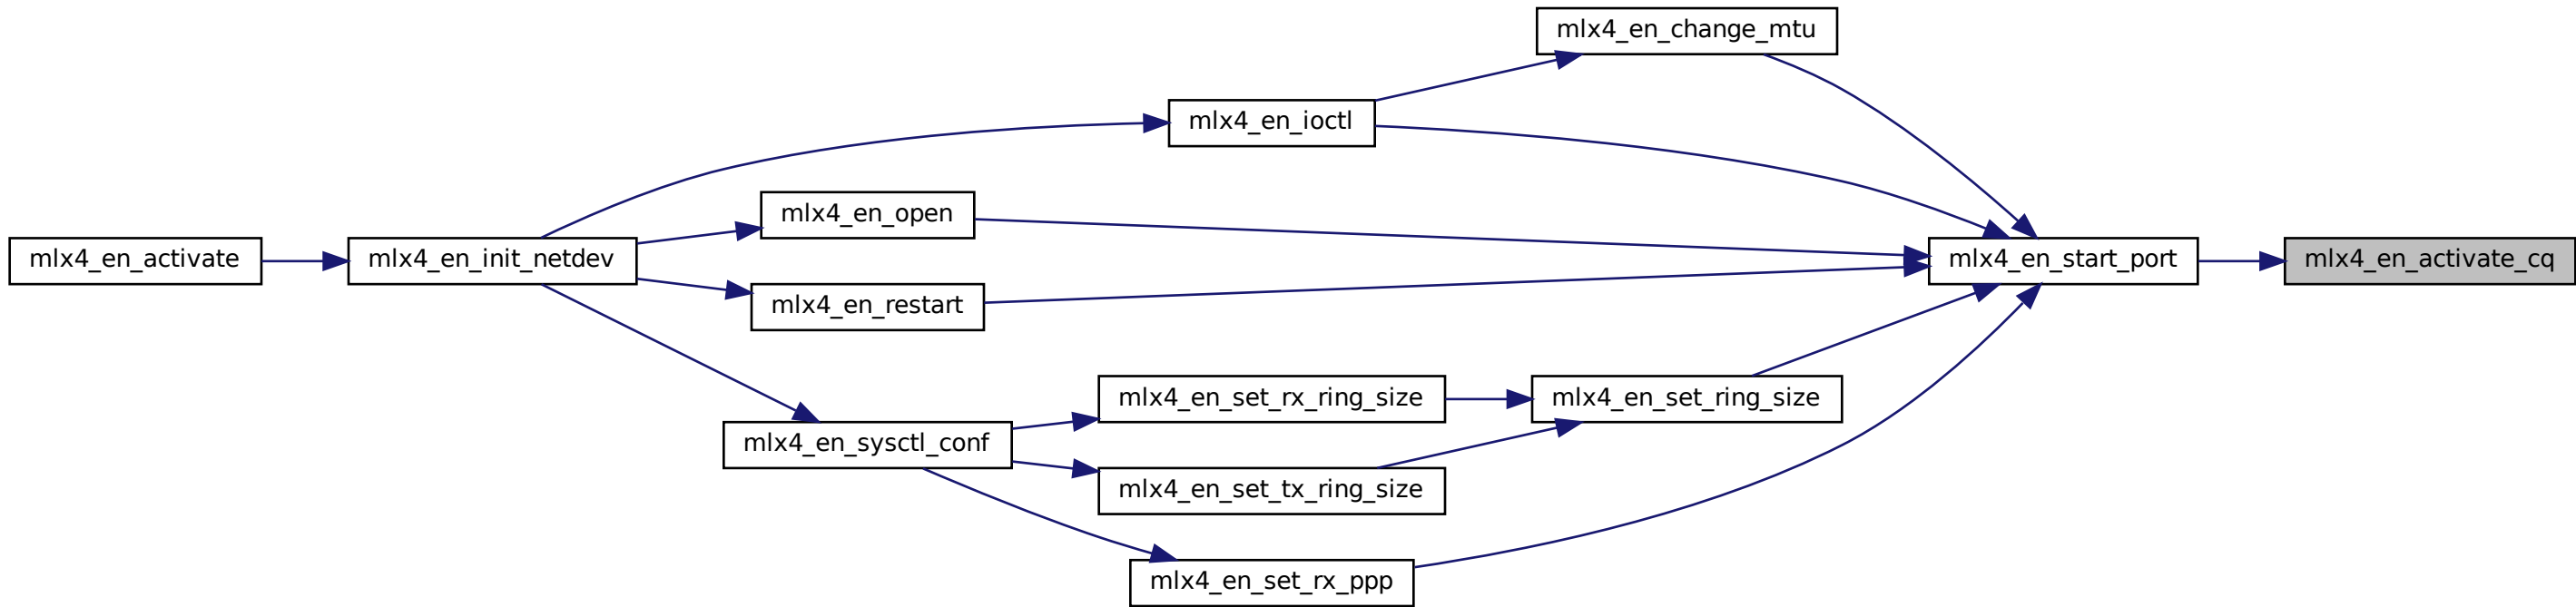 mlx4_en_change_mtu
mlx4_en_ioctl
mlx4_en_open
mlx4_en_activate
mlx4_en_init_netdev
mlx4_en_start_port
mlx4_en_activate_cq
mlx4_en_restart
mlx4_en_set_rx_ring_size
mlx4_en_set_ring_size
mlx4_en_sysctl_conf
mlx4_en_set_tx_ring_size
mlx4_en_set_rx_ppp